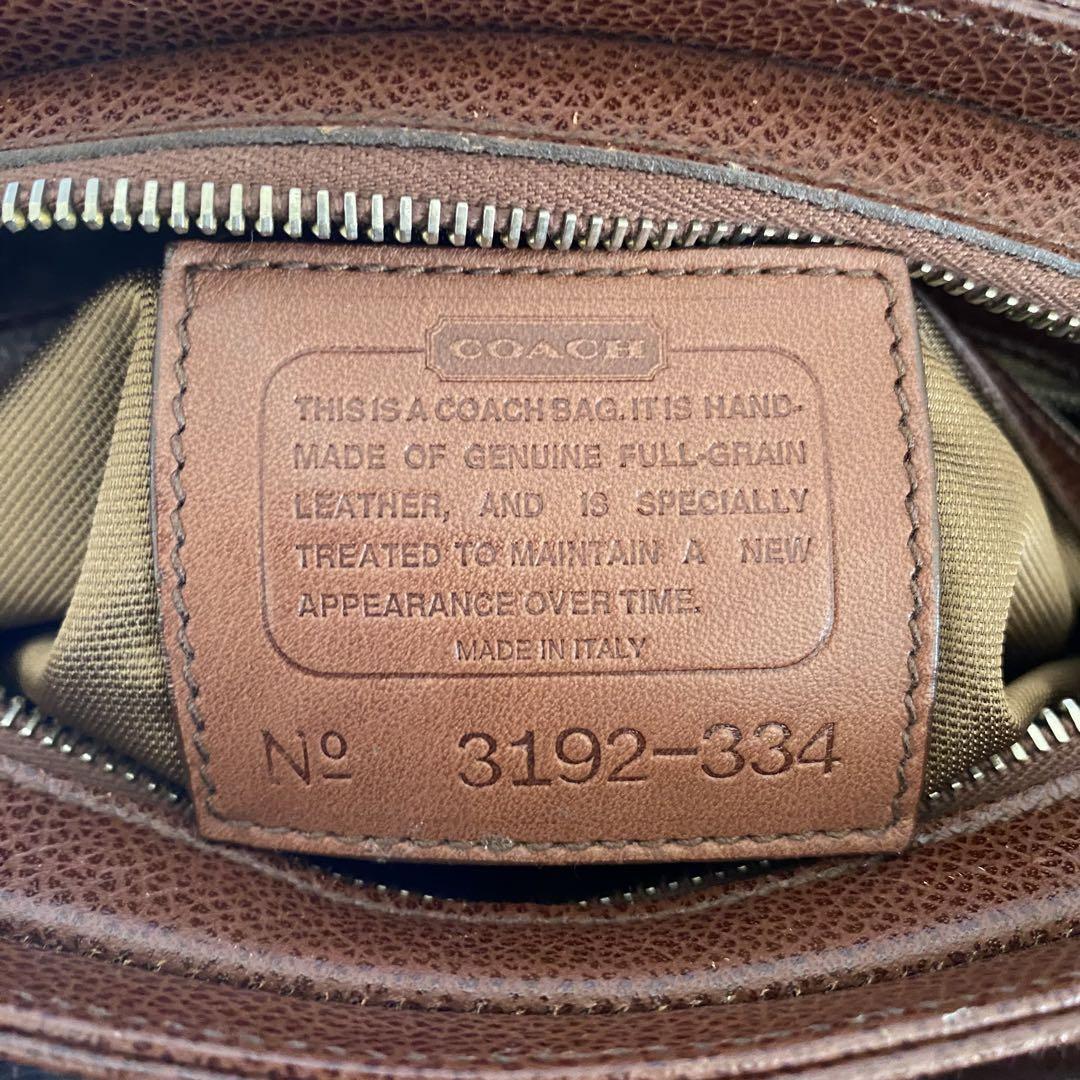 COACH
THIS IS A COACH BAG. IT IS HAND-
MADE OF GENUINE FULL-GRAIN
LEATHER, AND IS SPECIALLY
TREATED TO MAINTAIN A NEW
APPEARANCE OVER TIME.
MADE IN ITALY
Nº 3192-334